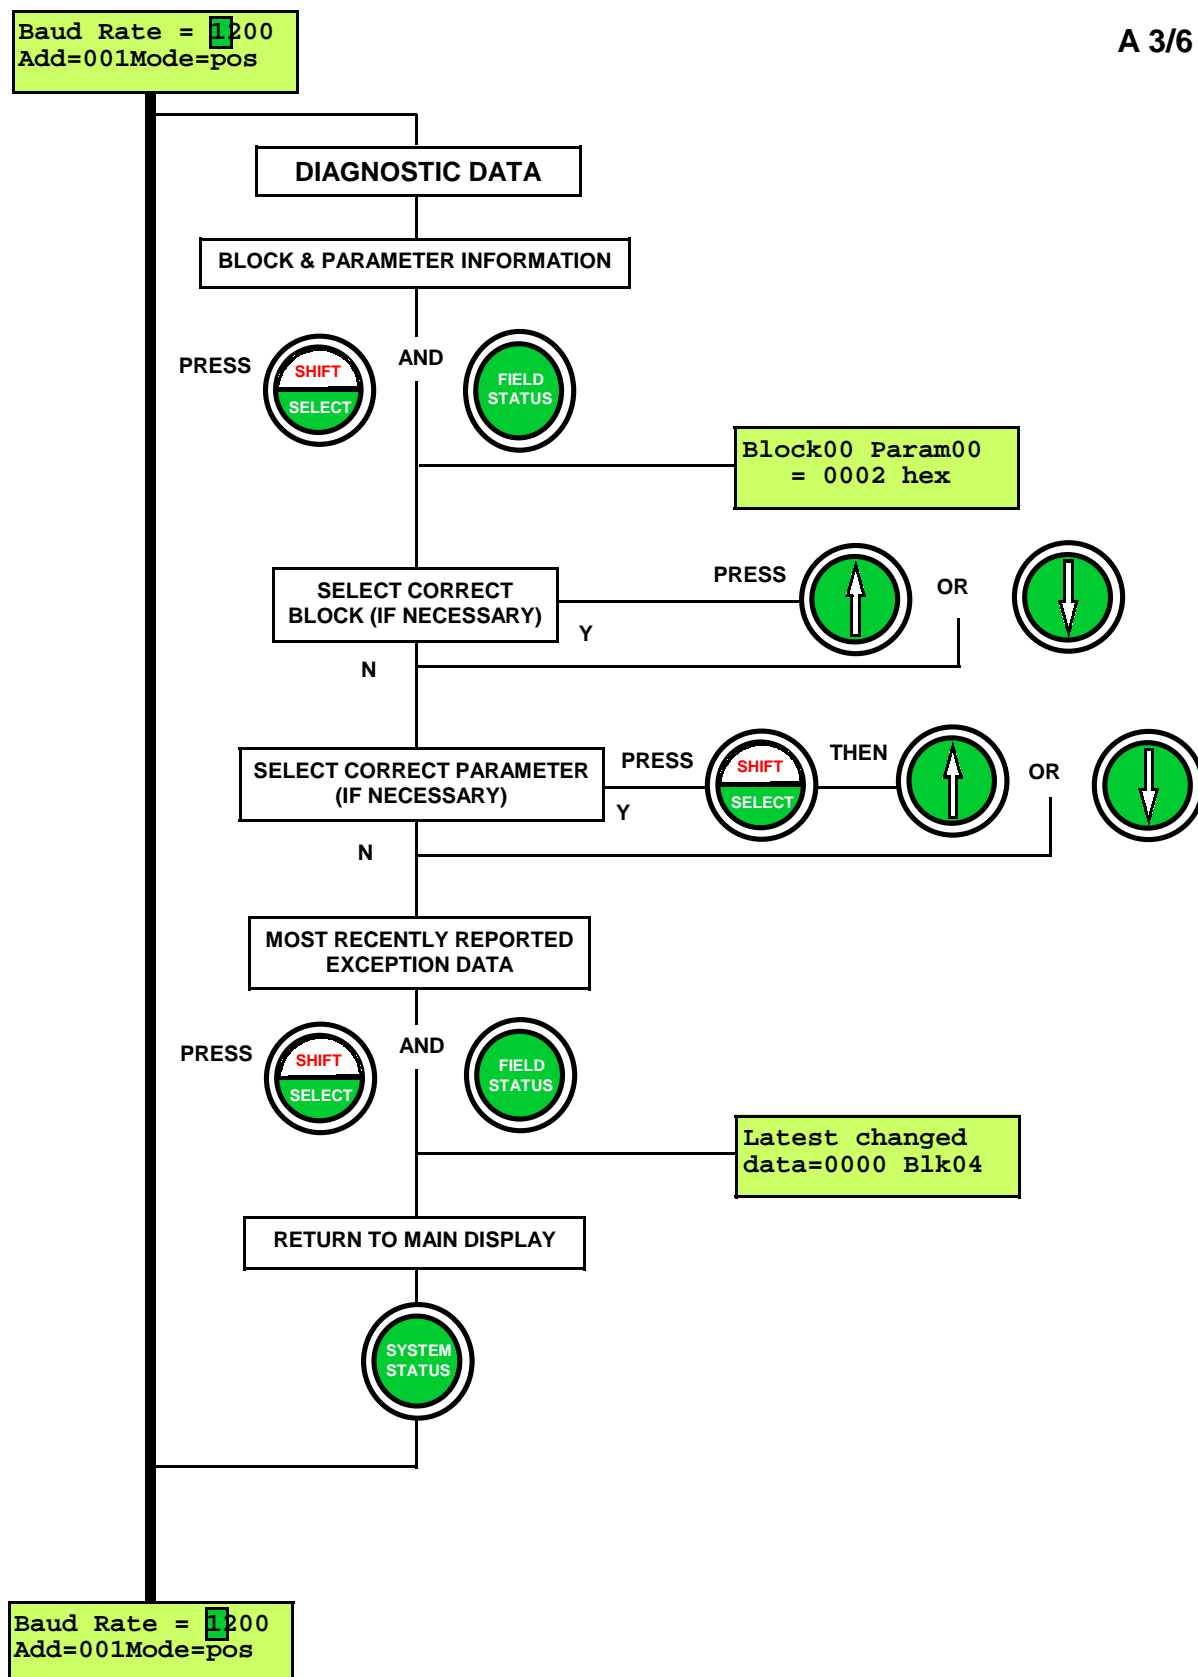 Baud Rate = 1200
Add=001Mode=pos
A 3/6
DIAGNOSTIC DATA
BLOCK & PARAMETER INFORMATION
PRESS
SHIFT
SELECT
AND
FIELD
STATUS
Block00 Param00
= 0002 hex
SELECT CORRECT
BLOCK (IF NECESSARY)
Y
PRESS
OR
N
SELECT CORRECT PARAMETER
(IF NECESSARY)
PRESS
Y
SHIFT
SELECT
THEN
OR
N
MOST RECENTLY REPORTED
EXCEPTION DATA
PRESS
SHIFT
SELECT
AND
FIELD
STATUS
Latest changed
data=0000 Blk04
RETURN TO MAIN DISPLAY
SYSTEM
STATUS
Baud Rate = 1200
Add=001Mode=pos